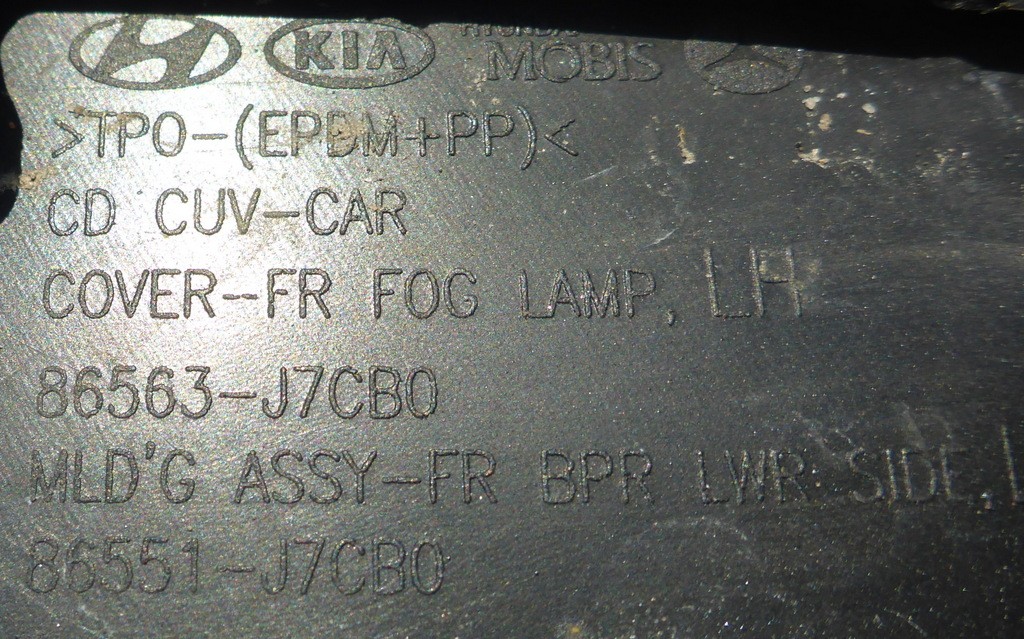 KIA HYUNDAI MOBIS
>TPO-(EPDM+PP)<
CD CUV-CAR
COVER-FR FOG LAMP, LH
86563-J7CB0
MLD'G ASSY-FR BPR LWR SIDE, L
86551-J7CB0